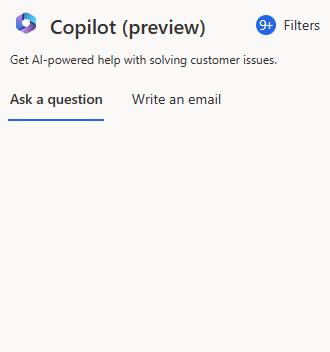 Copilot (preview)
9+ Filters
Get AI-powered help with solving customer issues.
Ask a question
Write an email